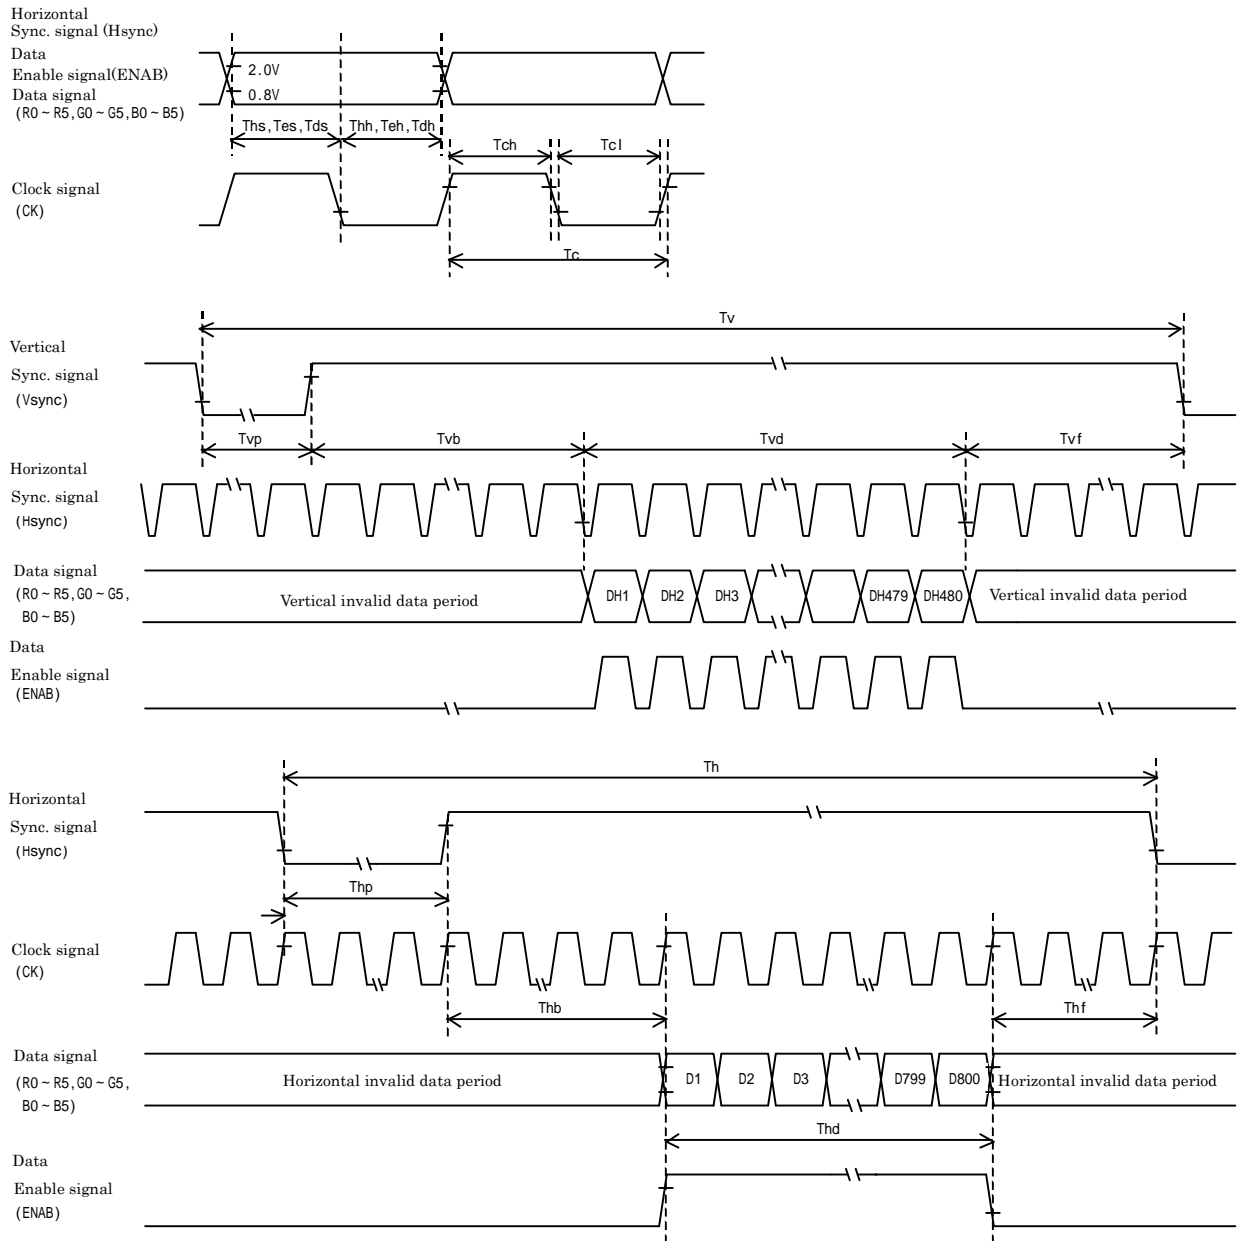 Horizontal
Sync. signal (Hsync)
Data
Enable signal(ENAB)
Data signal
(R0~R5,G0~G5,B0~B5)
2.0V
0.8V
Ths,Tes,Tds
Thh,Teh,Tdh
Tch
Tcl
Clock signal
(CK)
Tc
Tv
Vertical
Sync. signal
(Vsync)
Tvp
Tvb
Tvd
Tvf
Horizontal
Sync. signal
(Hsync)
Data signal
(R0~R5,G0~G5,
B0~B5)
Vertical invalid data period
DH1
DH2
DH3
DH479
DH480
Vertical invalid data period
Data
Enable signal
(ENAB)
Th
Horizontal
Sync. signal
(Hsync)
Thp
Clock signal
(CK)
Thb
Thf
Data signal
(R0~R5,G0~G5,
B0~B5)
Horizontal invalid data period
D1
D2
D3
D799
D800
Horizontal invalid data period
Thd
Data
Enable signal
(ENAB)